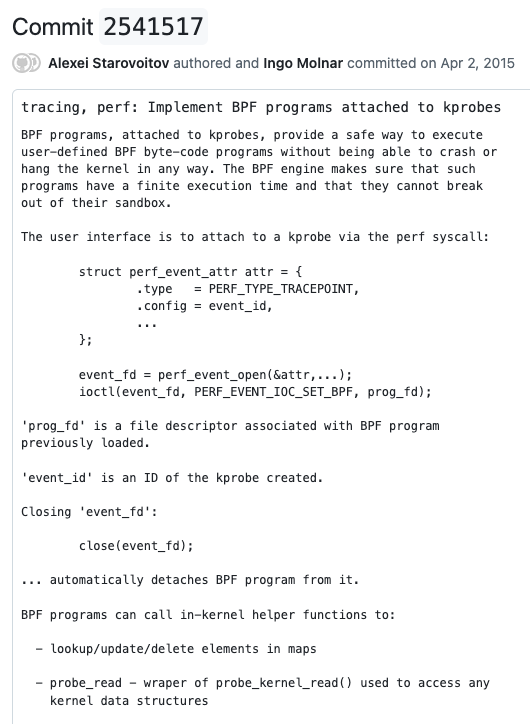 Commit 2541517
Alexei Starovoitov authored and Ingo Molnar committed on Apr 2, 2015
tracing, perf: Implement BPF programs attached to kprobes
BPF programs, attached to kprobes, provide a safe way to execute
user-defined BPF byte-code programs without being able to crash or
hang the kernel in any way. The BPF engine makes sure that such
programs have a finite execution time and that they cannot break
out of their sandbox.
The user interface is to attach to a kprobe via the perf syscall:
struct perf_event_attr attr = {
.type   = PERF_TYPE_TRACEPOINT,
.config = event_id,
...
};
event_fd = perf_event_open(&attr,...);
ioctl(event_fd, PERF_EVENT_IOC_SET_BPF, prog_fd);
'prog_fd' is a file descriptor associated with BPF program
previously loaded.
'event_id' is an ID of the kprobe created.
Closing 'event_fd':
close(event_fd);
... automatically detaches BPF program from it.
BPF programs can call in-kernel helper functions to:
- lookup/update/delete elements in maps
- probe_read - wraper of probe_kernel_read() used to access any
kernel data structures